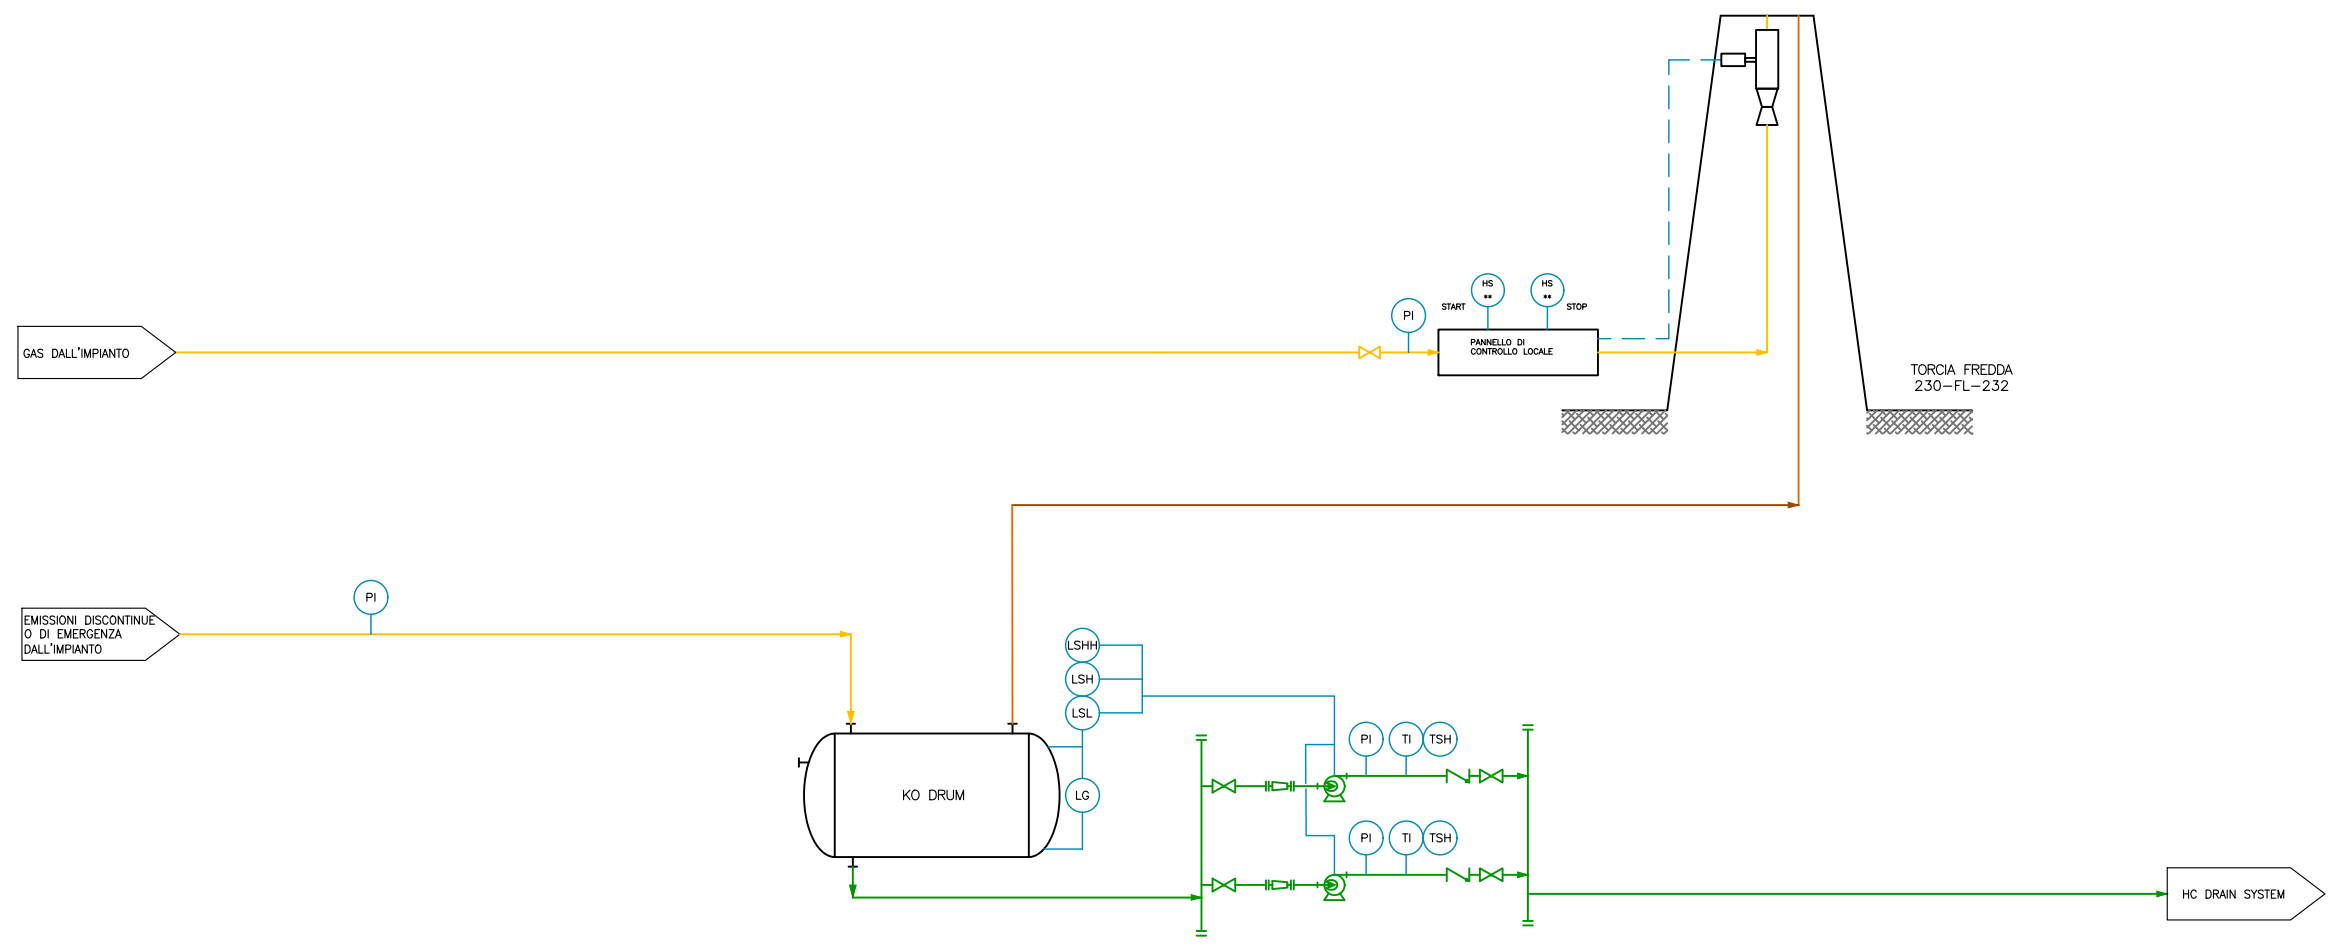 HS
**
HS
**
START
STOP
PI
PANNELLO DI
CONTROLLO LOCALE
GAS DALL'IMPIANTO
TORCIA FREDDA
230-FL-232
PI
EMISSIONI DISCONTINUE
O DI EMERGENZA
DALL'IMPIANTO
LSHH
LSH
LSL
PI
TI
TSH
KO DRUM
LG
PI
TI
TSH
HC DRAIN SYSTEM